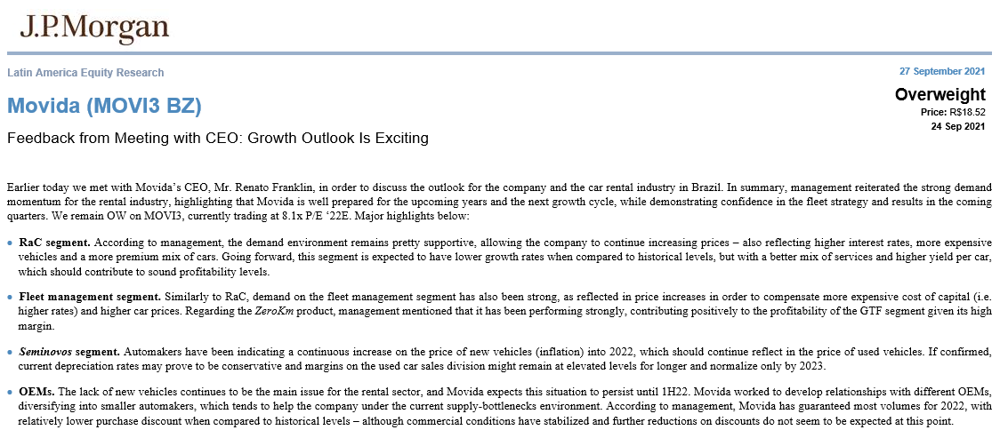 J.P.Morgan
Latin America Equity Research
27 September 2021
Movida (MOVI3 BZ)
Overweight
Price: R$18.52
24 Sep 2021
Feedback from Meeting with CEO: Growth Outlook Is Exciting
Earlier today we met with Movida's CEO, Mr. Renato Franklin, in order to discuss the outlook for the company and the car rental industry in Brazil. In summary, management reiterated the strong demand
momentum for the rental industry, highlighting that Movida is well prepared for the upcoming years and the next growth cycle, while demonstrating confidence in the fleet strategy and results in the coming
quarters. We remain OW on MOVI3, currently trading at 8.1x P/E '22E. Major highlights below:
• RaC segment. According to management, the demand environment remains pretty supportive, allowing the company to continue increasing prices – also reflecting higher interest rates, more expensive
vehicles and a more premium mix of cars. Going forward, this segment is expected to have lower growth rates when compared to historical levels, but with a better mix of services and higher yield per car,
which should contribute to sound profitability levels.
• Fleet management segment. Similarly to RaC, demand on the fleet management segment has also been strong, as reflected in price increases in order to compensate more expensive cost of capital (i.e.
higher rates) and higher car prices. Regarding the ZeroKm product, management mentioned that it has been performing strongly, contributing positively to the profitability of the GTF segment given its high
margin.
• Seminovos segment. Automakers have been indicating a continuous increase on the price of new vehicles (inflation) into 2022, which should continue reflect in the price of used vehicles. If confirmed,
current depreciation rates may prove to be conservative and margins on the used car sales division might remain at elevated levels for longer and normalize only by 2023.
• OEMs. The lack of new vehicles continues to be the main issue for the rental sector, and Movida expects this situation to persist until 1H22. Movida worked to develop relationships with different OEMs,
diversifying into smaller automakers, which tends to help the company under the current supply-bottlenecks environment. According to management, Movida has guaranteed most volumes for 2022, with
relatively lower purchase discount when compared to historical levels – although commercial conditions have stabilized and further reductions on discounts do not seem to be expected at this point.